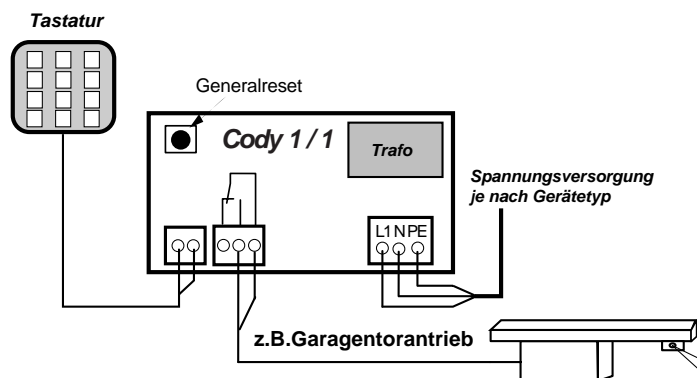 Tastatur
Generalreset
Cody 1 / 1
Trafo
Spannungsversorgung
je nach Gerätetyp
L1 N PE
z.B.Garagentorantrieb